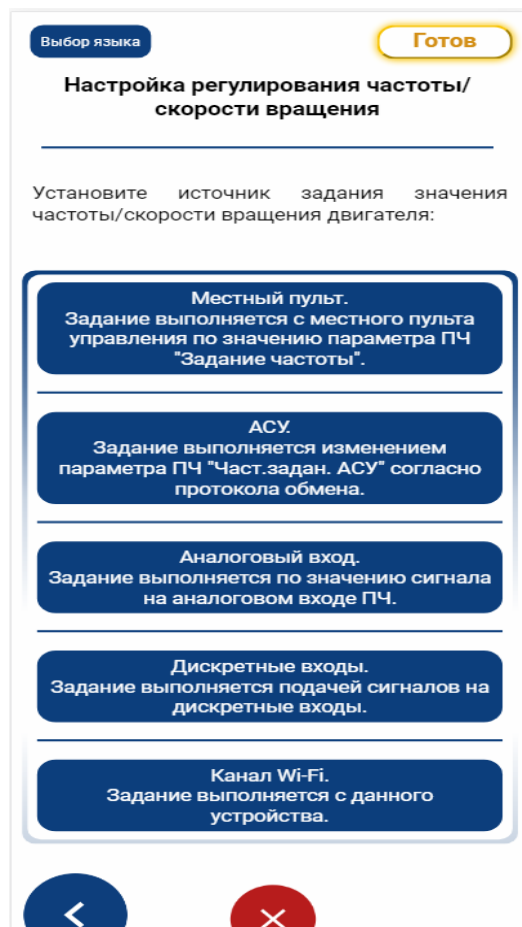 Выбор языка
Готов
Настройка регулирования частоты/
скорости вращения
Установите источник задания значения
частоты/скорости вращения двигателя:
Местный пульт.
Задание выполняется с местного пульта
управления по значению параметра ПЧ
"Задание частоты".
АСУ.
Задание выполняется изменением
параметра ПЧ "Част.задан. АСУ" согласно
протокола обмена.
Аналоговый вход.
Задание выполняется по значению сигнала
на аналоговом входе ПЧ.
Дискретные входы.
Задание выполняется подачей сигналов на
дискретные входы.
Канал Wi-Fi.
Задание выполняется с данного
устройства.